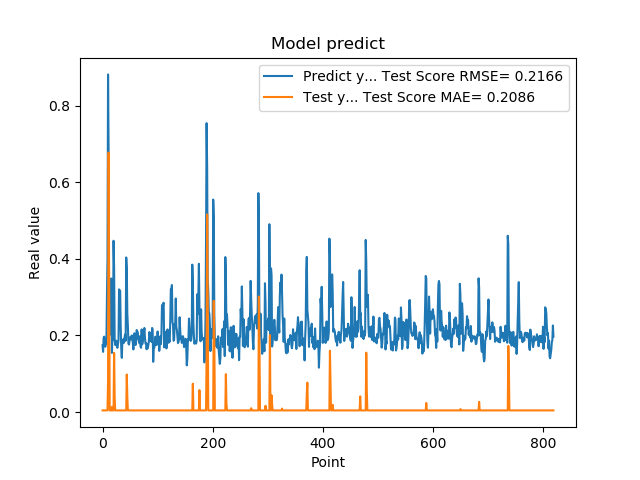 Model predict
Predict y... Test Score RMSE= 0.2166
Test y... Test Score MAE= 0.2086
Real value
0.8
0.6
0.4
0.2
0.0
0 200 400 600 800
Point